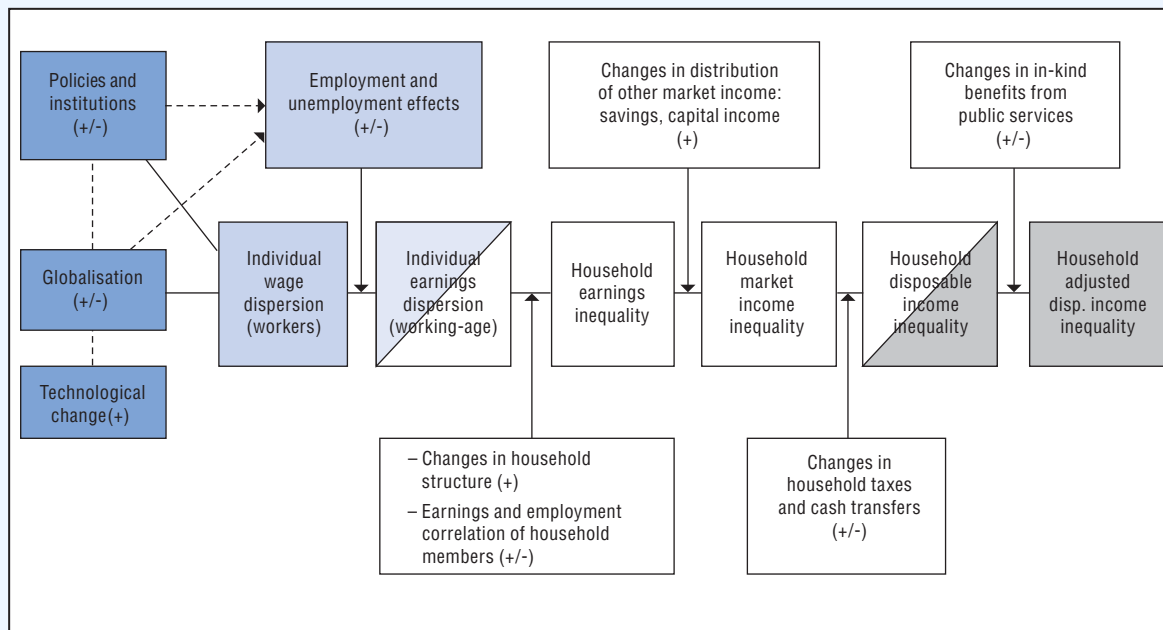 Policies and
institutions
(+/-)
Employment and
unemployment effects
(+/-)
Changes in distribution
of other market income:
savings, capital income
(+)
Changes in in-kind
benefits from
public services
(+/-)
Globalisation
(+/-)
Technological
change(+)
Individual
wage
dispersion
(workers)
Individual
earnings
dispersion
(working-age)
Household
earnings
inequality
Household
market
income
inequality
Household
disposable
income
inequality
Household
adjusted
disp. income
inequality
– Changes in household
structure (+)
– Earnings and employment
correlation of household
members (+/-)
Changes in
household taxes
and cash transfers
(+/-)